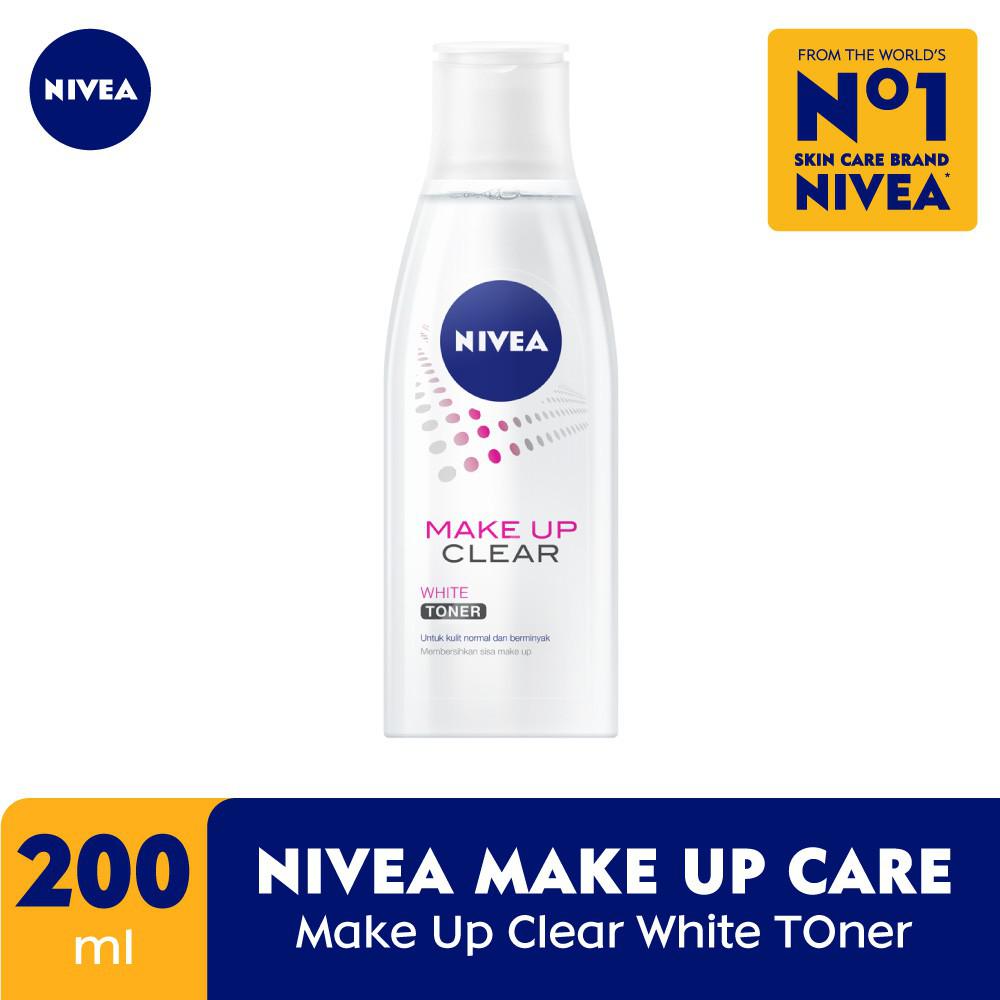 NIVEA
FROM THE WORLD'S
Nº1
SKIN CARE BRAND
NIVEA*
NIVEA
MAKE UP
CLEAR
WHITE
TONER
Untuk kulit normal dan berminyak
Membersihkan sisa make up
200
ml
NIVEA MAKE UP CARE
Make Up Clear White TOner